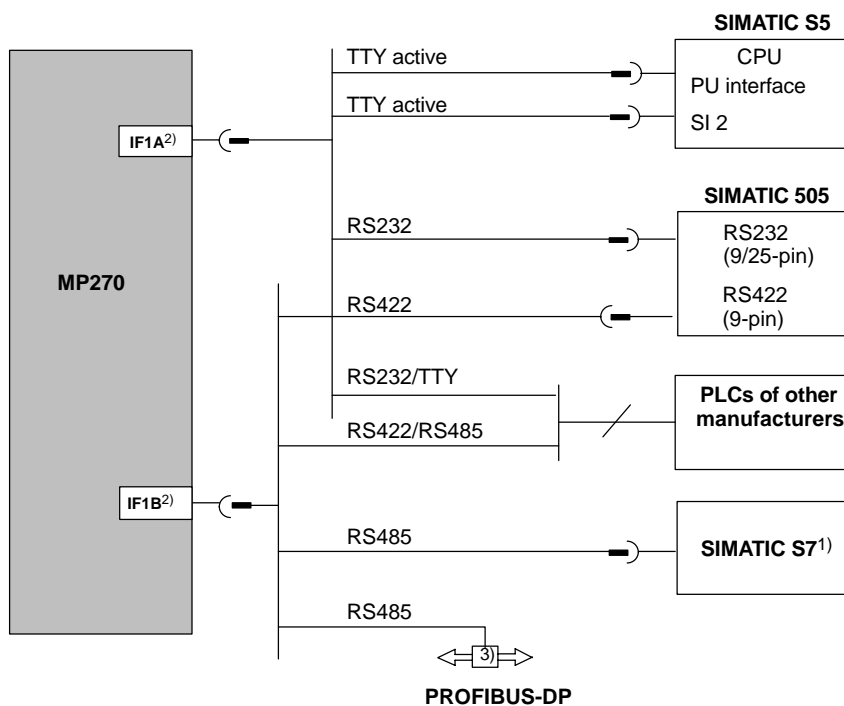 SIMATIC S5
TTY active
CPU
PU interface
TTY active
SI 2
IF1A2)
SIMATIC 505
RS232
RS232
(9/25-pin)
MP270
RS422
RS422
(9-pin)
RS232/TTY
PLCs of other
manufacturers
RS422/RS485
IF1B2)
RS485
SIMATIC S71)
RS485
3)
PROFIBUS-DP